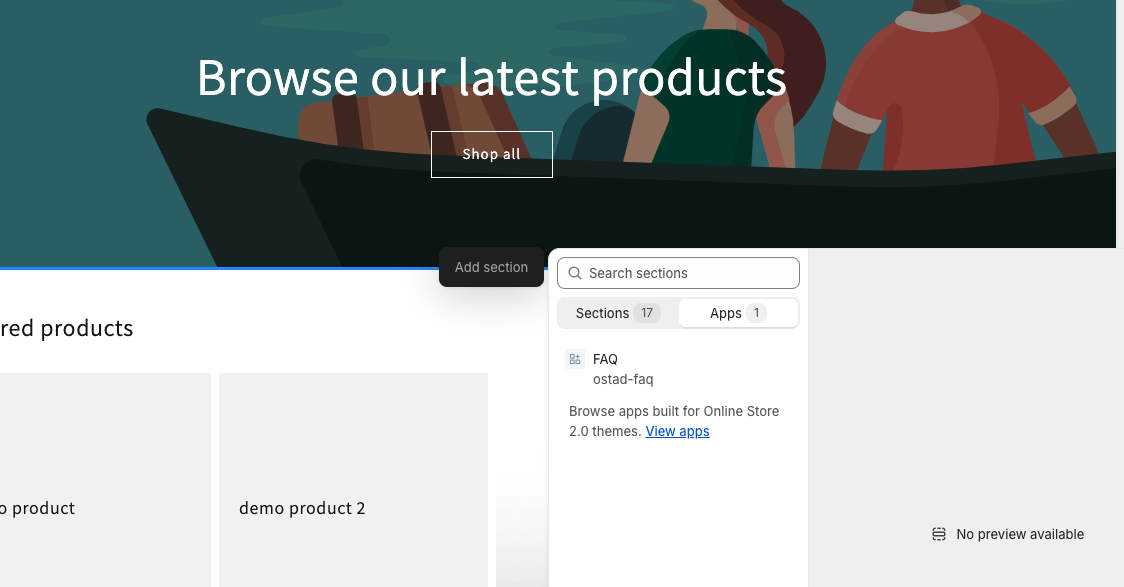 Browse our latest products
Shop all
Add section
Search sections
Sections 17
Apps 1
red products
FAQ
ostad-faq
Browse apps built for Online Store
2.0 themes. View apps
o product
demo product 2
No preview available